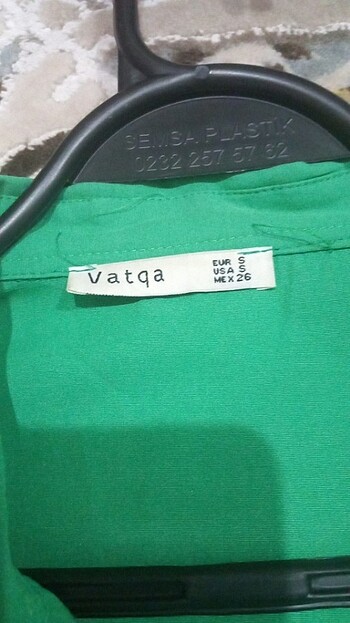 SEMSA PLASTİK
0232 257 57 62
Vatqa
EUR S
USA S
MEX 26